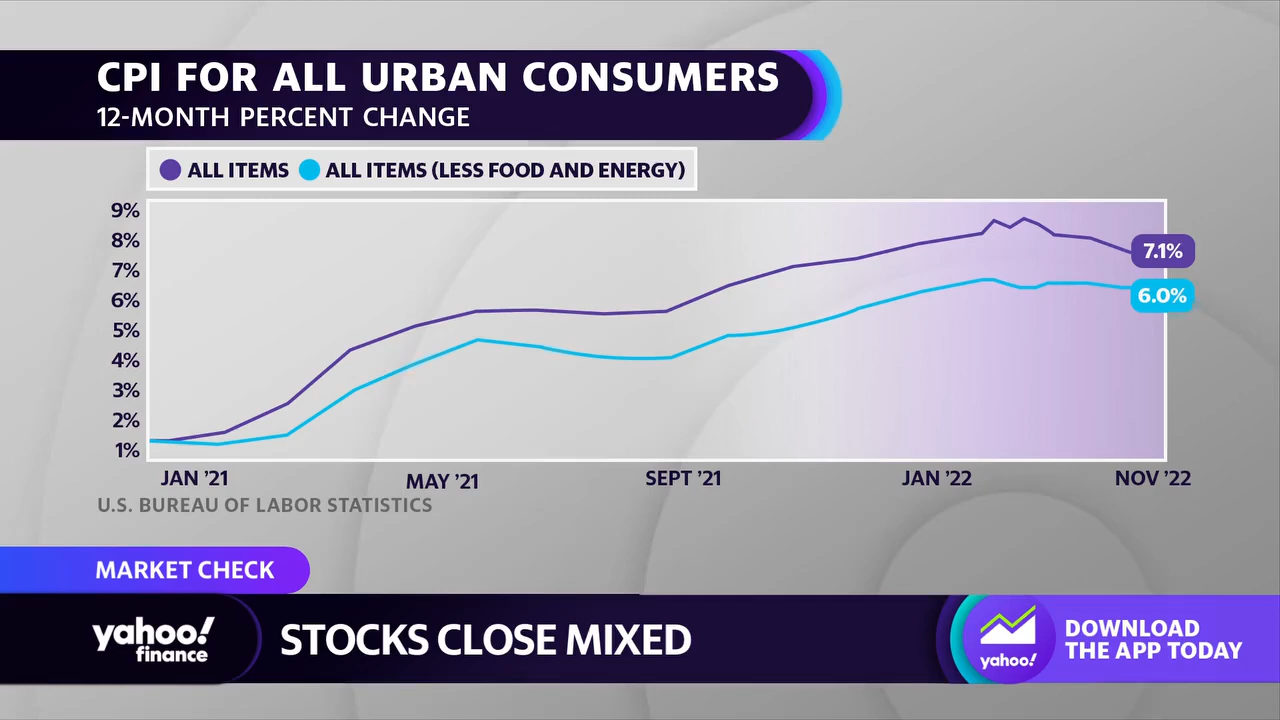 CPI FOR ALL URBAN CONSUMERS
12-MONTH PERCENT CHANGE
ALL ITEMS ALL ITEMS (LESS FOOD AND ENERGY)
9%
8%
7%
6%
5%
4%
3%
2%
1%
7.1%
6.0%
JAN ’21 MAY ’21 SEPT ’21 JAN ’22 NOV ’22
U.S. BUREAU OF LABOR STATISTICS
MARKET CHECK
yahoo!
finance
STOCKS CLOSE MIXED
yahoo!
DOWNLOAD
THE APP TODAY